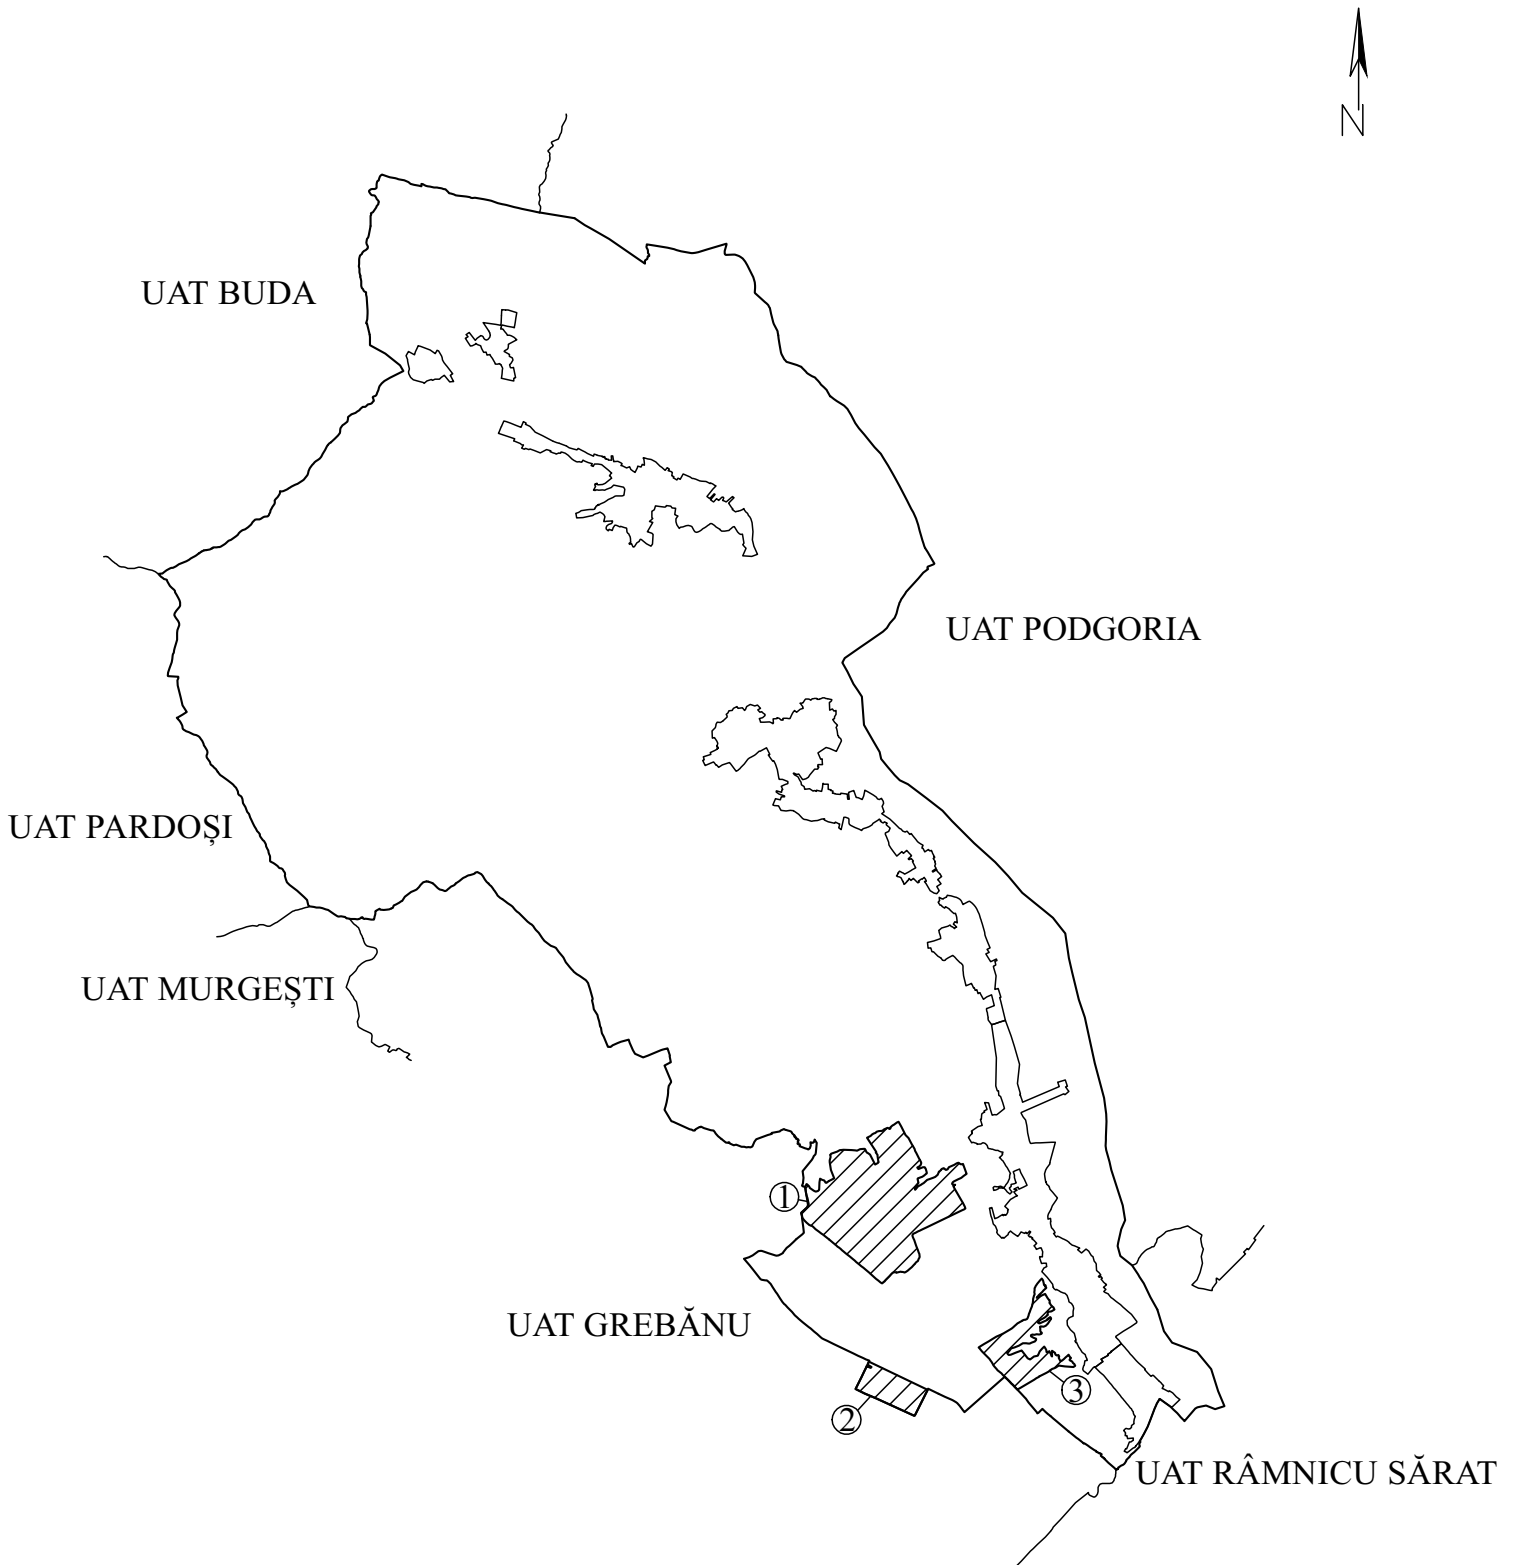 N
UAT BUDA
UAT PODGORIA
UAT PARDOȘI
UAT MURGEȘTI
1
UAT GREBĂNU
3
2
UAT RÂMNICU SĂRAT